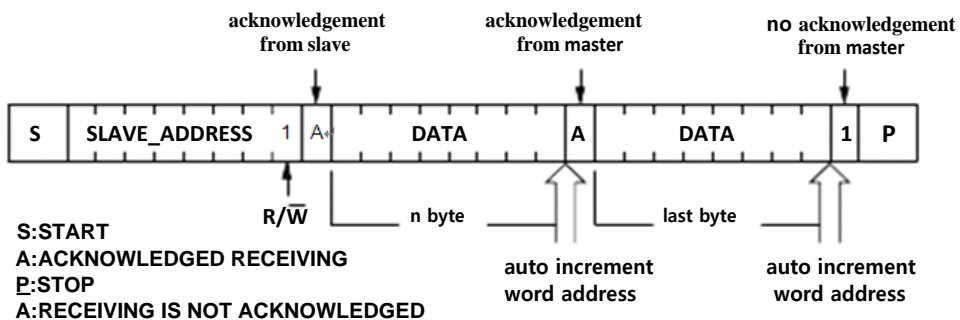 acknowledgement
from slave
acknowledgement
from master
no acknowledgement
from master
S SLAVE_ADDRESS 1 A DATA A DATA 1 P
R/W̅
n byte
last byte
S:START
A:ACKNOWLEDGED RECEIVING
P:STOP
A:RECEIVING IS NOT ACKNOWLEDGED
auto increment
word address
auto increment
word address